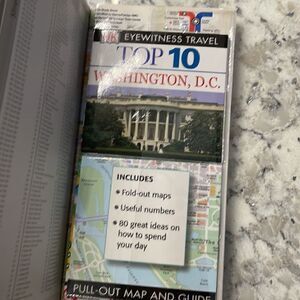 DK EYEWITNESS TRAVEL
TOP 10
WASHINGTON, D.C.
INCLUDES
• Fold-out maps
• Useful numbers
• 80 great ideas on
how to spend
your day
PULL-OUT MAP AND GUIDE